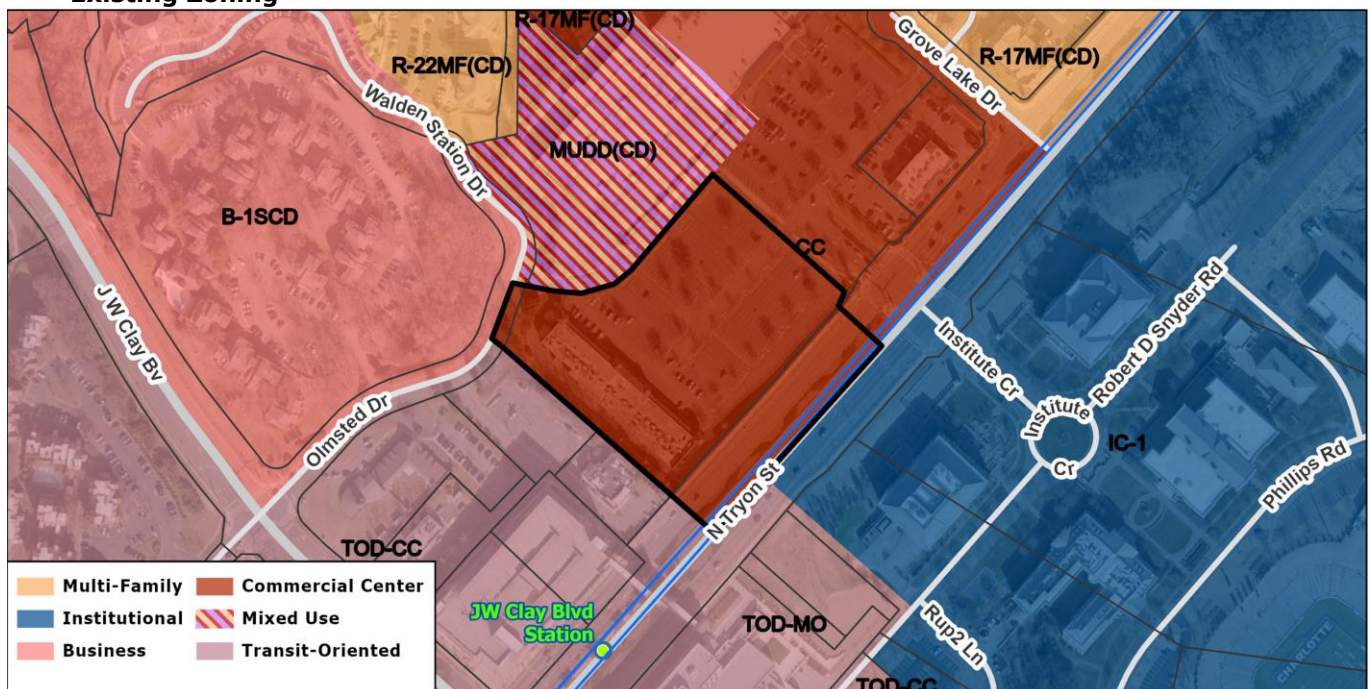 Existing Zoning
R-17MF(CD)
R-22MF(CD)
Grove Lake Dr
R-17MF(CD)
Walden Station Dr
MUDD(CD)
B-1SCD
CC
J W Clay Bv
Institute Cr
Robert D Snyder Rd
Institute
Cr
IC-1
Phillips Rd
Olmsted Dr
N Tryon St
TOD-CC
TOD-MO
Rup2 Ln
TOD-CC
CHARLOTTE
JW Clay Blvd
Station
Multi-Family
Commercial Center
Institutional
Mixed Use
Business
Transit-Oriented